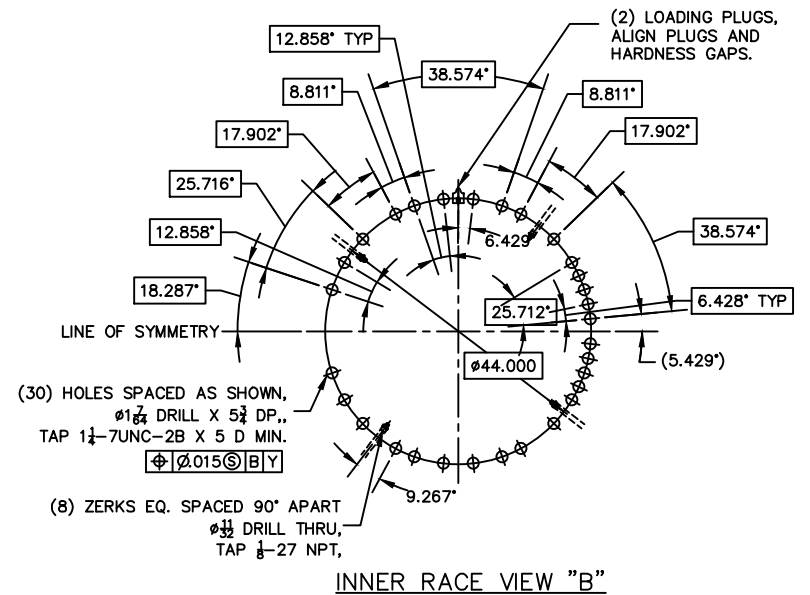 (2) LOADING PLUGS,
ALIGN PLUGS AND
HARDNESS GAPS.
12.858° TYP
38.574°
8.811°
8.811°
17.902°
17.902°
25.716°
12.858°
6.429°
38.574°
18.287°
25.712°
6.428° TYP
LINE OF SYMMETRY
(5.429°)
ø44.000
(30) HOLES SPACED AS SHOWN,
ø1 7/64 DRILL X 5 3/4 DP,,
TAP 1 1/4-7UNC-2B X 5 D MIN.
⌖ Ø.015Ⓢ B Y
9.267°
(8) ZERKS EQ. SPACED 90° APART
ø11/32 DRILL THRU,
TAP 1/8-27 NPT,
INNER RACE VIEW "B"